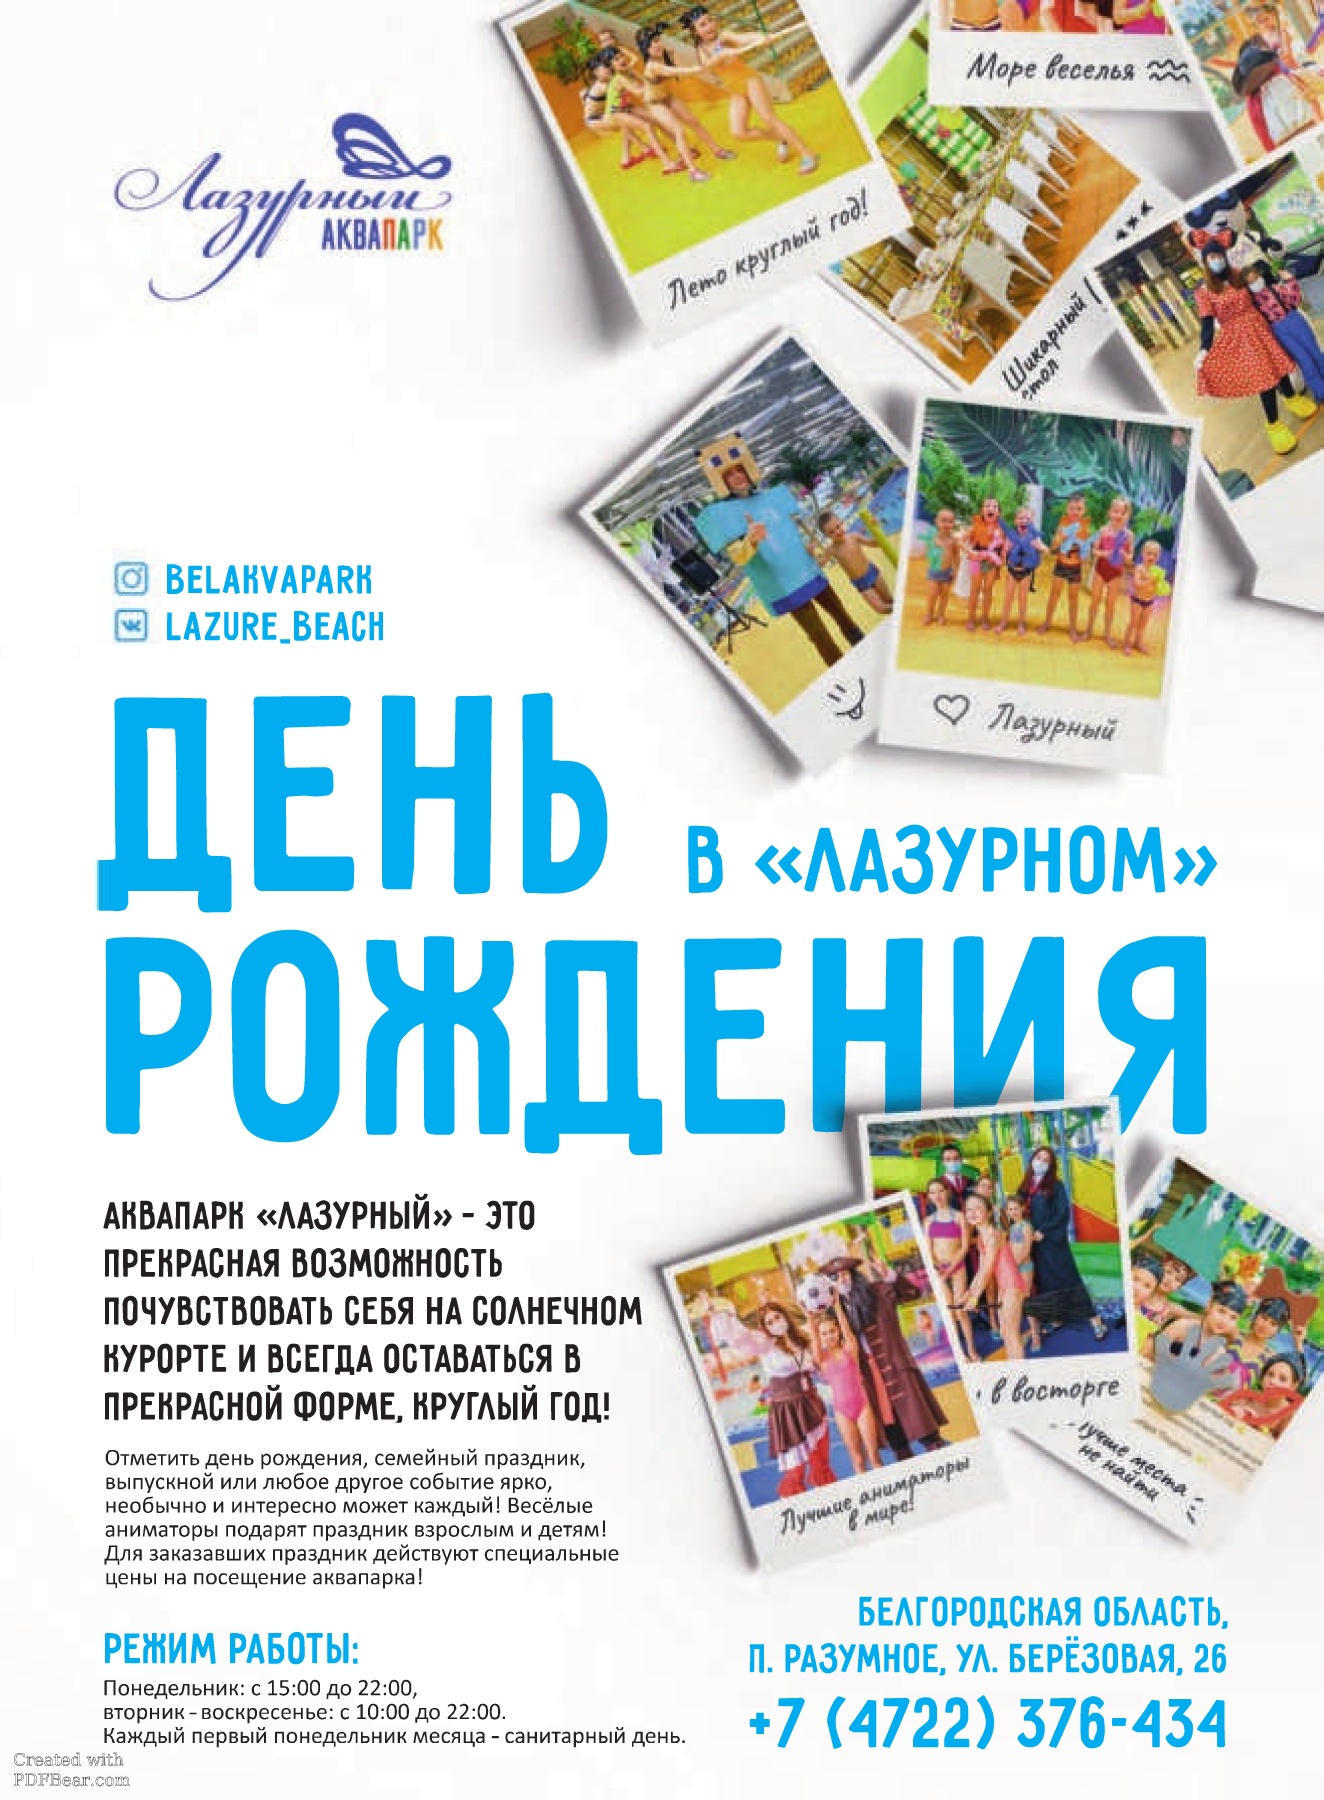 Лазурный
АКВАПАРК
Лето круглый год!
Море веселья
Шикарный
стол
BELAKVAPARK
LAZURE_BEACH
Лазурный
ДЕНЬ
В «ЛАЗУРНОМ»
РОЖДЕНИЯ
АКВАПАРК «ЛАЗУРНЫЙ» - ЭТО
ПРЕКРАСНАЯ ВОЗМОЖНОСТЬ
ПОЧУВСТВОВАТЬ СЕБЯ НА СОЛНЕЧНОМ
КУРОРТЕ И ВСЕГДА ОСТАВАТЬСЯ В
ПРЕКРАСНОЙ ФОРМЕ, КРУГЛЫЙ ГОД!
Отметить день рождения, семейный праздник,
выпускной или любое другое событие ярко,
необычно и интересно может каждый! Весёлые
аниматоры подарят праздник взрослым и детям!
Для заказавших праздник действуют специальные
цены на посещение аквапарка!
в восторге
Лучшие аниматоры
в мире!
места
не найти
РЕЖИМ РАБОТЫ:
Понедельник: с 15:00 до 22:00,
вторник – воскресенье: с 10:00 до 22:00.
Каждый первый понедельник месяца – санитарный день.
БЕЛГОРОДСКАЯ ОБЛАСТЬ,
П. РАЗУМНОЕ, УЛ. БЕРЁЗОВАЯ, 26
+7 (4722) 376-434
Created with
PDFBear.com